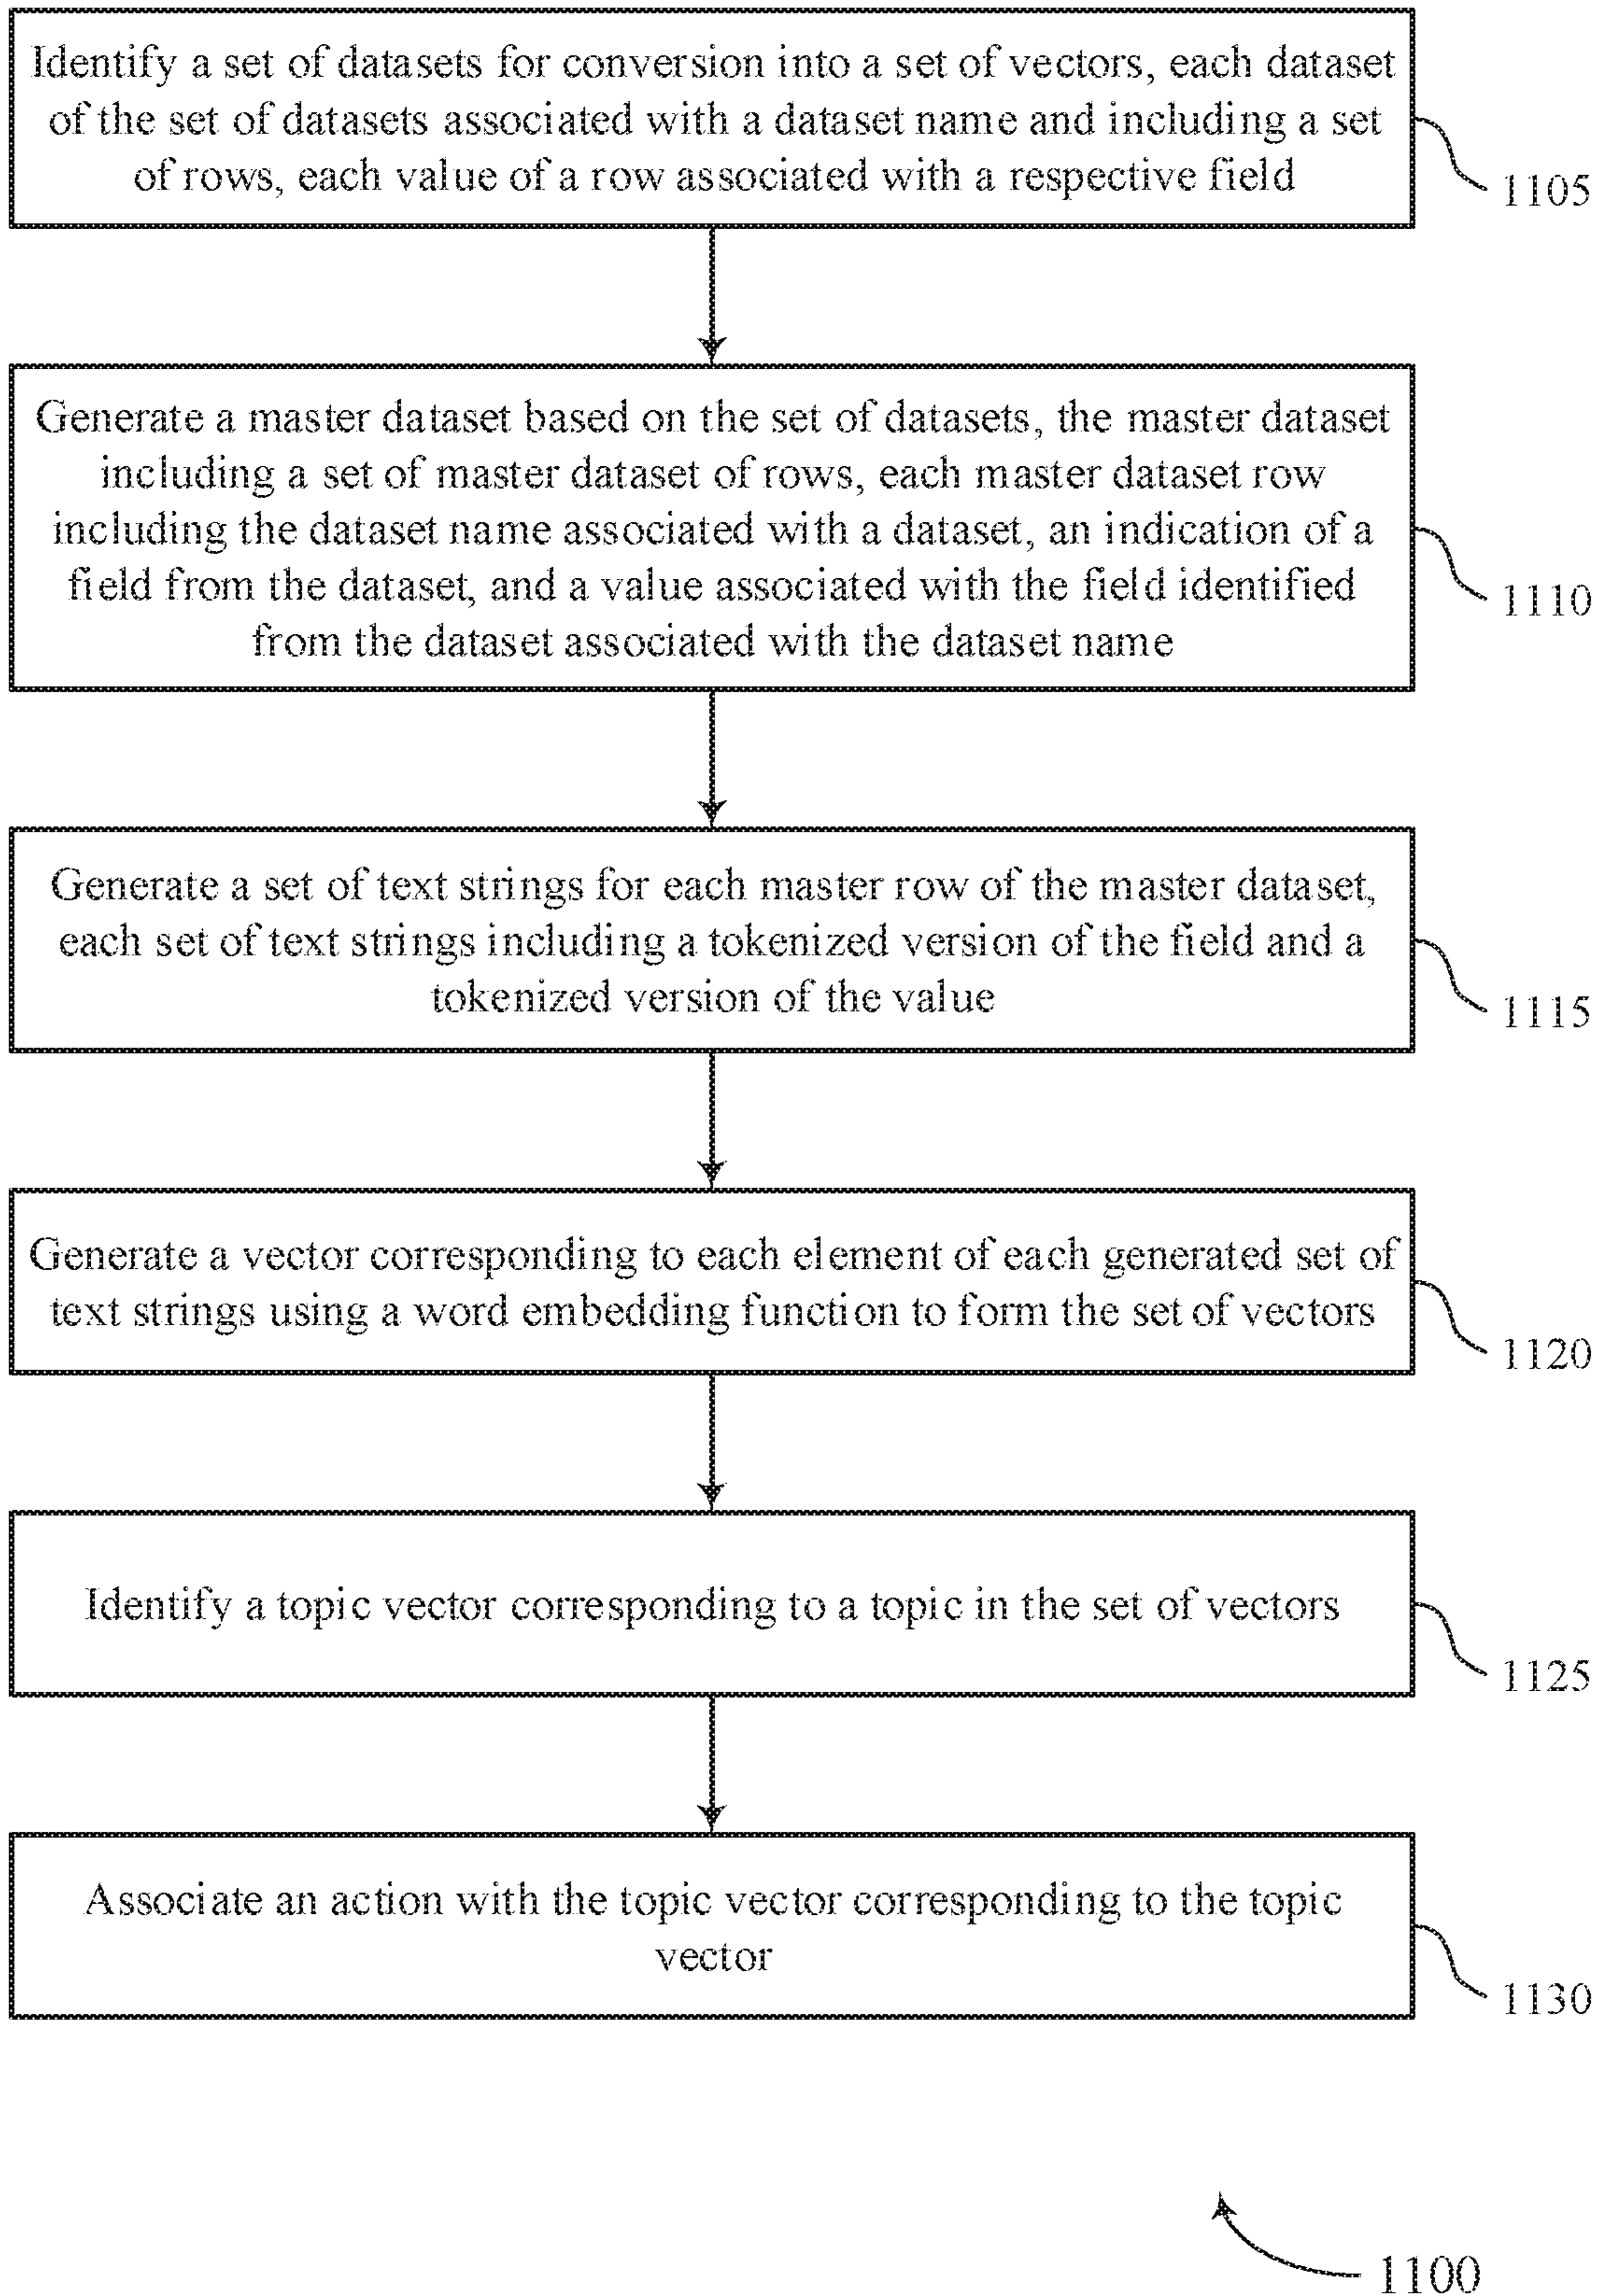 Identify a set of datasets for conversion into a set of vectors, each dataset
of the set of datasets associated with a dataset name and including a set
of rows, each value of a row associated with a respective field
1105
Generate a master dataset based on the set of datasets, the master dataset
including a set of master dataset of rows, each master dataset row
including the dataset name associated with a dataset, an indication of a
field from the dataset, and a value associated with the field identified
from the dataset associated with the dataset name
1110
Generate a set of text strings for each master row of the master dataset,
each set of text strings including a tokenized version of the field and a
tokenized version of the value
1115
Generate a vector corresponding to each element of each generated set of
text strings using a word embedding function to form the set of vectors
1120
Identify a topic vector corresponding to a topic in the set of vectors
1125
Associate an action with the topic vector corresponding to the topic
vector
1130
1100